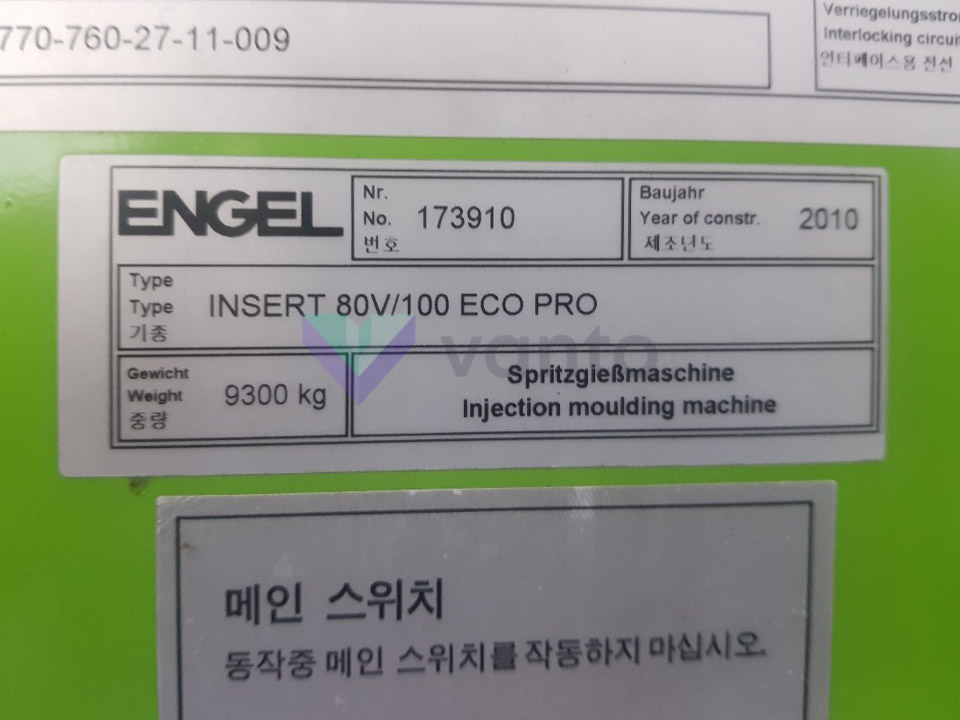 770-760-27-11-009
Verriegelungsstro
Interlocking circui
인터페이스용 전선
ENGEL
Nr.
No. 173910
번호
Baujahr
Year of constr. 2010
제조년도
Type
Type INSERT 80V/100 ECO PRO
기종
Gewicht
Weight 9300 kg
중량
vanto
Spritzgießmaschine
Injection moulding machine
메인 스위치
동작중 메인 스위치를 작동하지 마십시오.